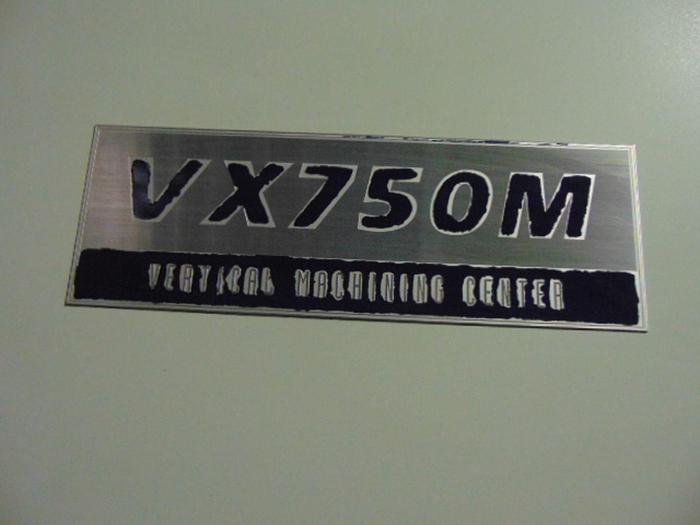 VX750M
VERTICAL MACHINING CENTER